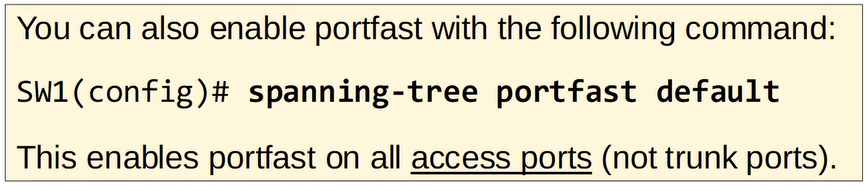 You can also enable portfast with the following command:
SW1(config)# spanning-tree portfast default
This enables portfast on all access ports (not trunk ports).